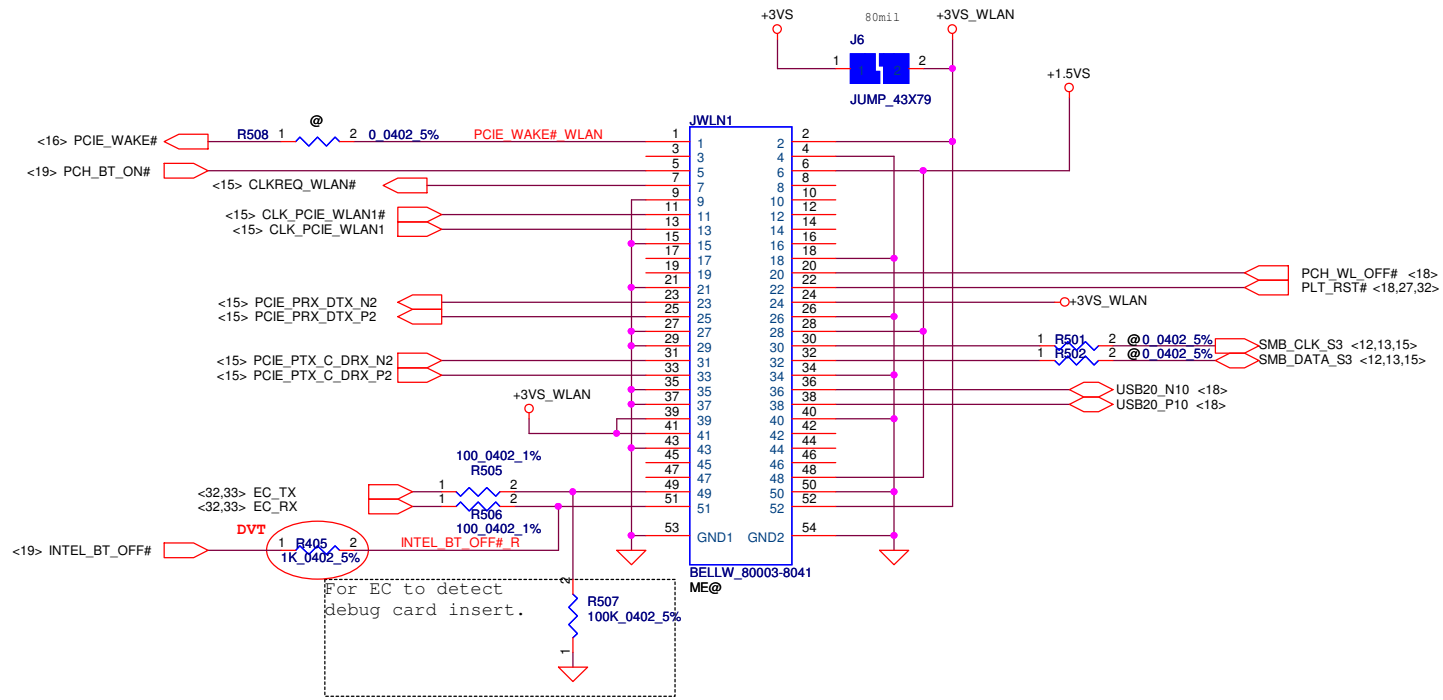 +3VS
80mil
+3VS_WLAN
J6
1 1 2 2
JUMP_43X79
+1.5VS
JWLN1
<16> PCIE_WAKE# R508 1 @ 2 0_0402_5% PCIE_WAKE#_WLAN 1 1 2 2
3 3 4 4
<19> PCH_BT_ON# 5 5 6 6
<15> CLKREQ_WLAN# 7 7 8 8
9 9 10 10
<15> CLK_PCIE_WLAN1# 11 11 12 12
<15> CLK_PCIE_WLAN1 13 13 14 14
15 15 16 16
17 17 18 18
19 19 20 20 PCH_WL_OFF# <18>
21 21 22 22 PLT_RST# <18,27,32>
<15> PCIE_PRX_DTX_N2 23 23 24 24 +3VS_WLAN
<15> PCIE_PRX_DTX_P2 25 25 26 26
27 27 28 28
29 29 30 30 1 R501 2 @ 0_0402_5% SMB_CLK_S3 <12,13,15>
<15> PCIE_PTX_C_DRX_N2 31 31 32 32 1 R502 2 @ 0_0402_5% SMB_DATA_S3 <12,13,15>
<15> PCIE_PTX_C_DRX_P2 33 33 34 34
35 35 36 36 USB20_N10 <18>
37 37 38 38 USB20_P10 <18>
+3VS_WLAN
39 39 40 40
41 41 42 42
43 43 44 44
45 45 46 46
47 47 48 48
100_0402_1%
R505
<32,33> EC_TX 1 2 49 49 50 50
<32,33> EC_RX 1 2 51 51 52 52
R506
100_0402_1%
53 GND1 GND2 54
DVT
<19> INTEL_BT_OFF# 1 R405 2 INTEL_BT_OFF#_R
1K_0402_5%
BELLW_80003-8041
ME@
For EC to detect
debug card insert.
2
R507
100K_0402_5%
1